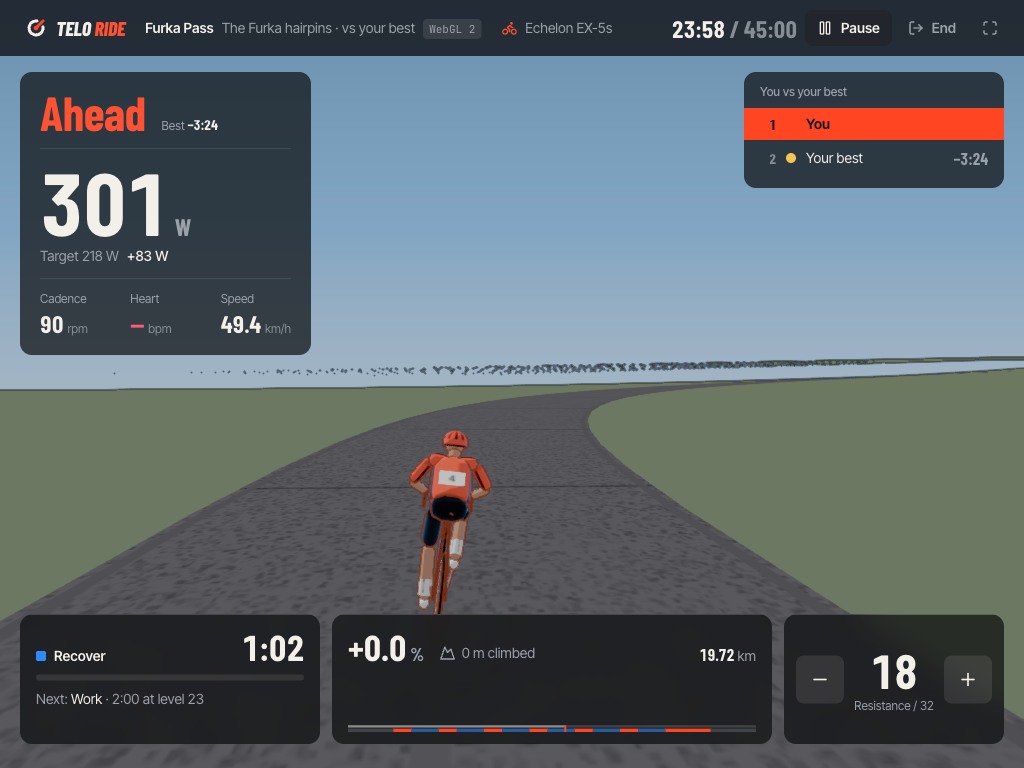 TELO RIDE Furka Pass The Furka hairpins · vs your best WebGL 2 Echelon EX-5s 23:58 / 45:00 Pause End
Ahead Best −3:24
301 W
Target 218 W +83 W
Cadence Heart Speed
90 rpm – bpm 49.4 km/h
You vs your best
1 You
2 Your best −3:24
4
Recover 1:02
Next: Work · 2:00 at level 23
+0.0 % 0 m climbed 19.72 km
− 18 +
Resistance / 32